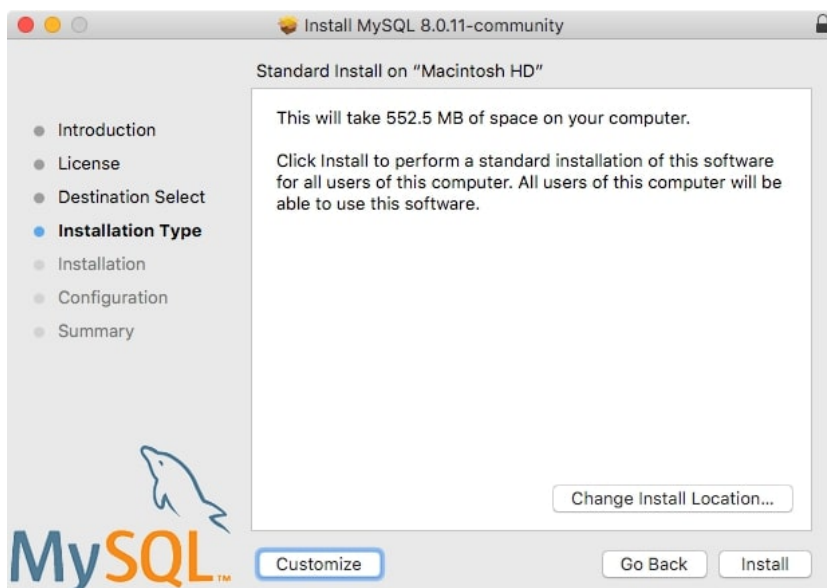 Install MySQL 8.0.11-community
Standard Install on “Macintosh HD”
Introduction
License
Destination Select
Installation Type
Installation
Configuration
Summary
This will take 552.5 MB of space on your computer.
Click Install to perform a standard installation of this software
for all users of this computer. All users of this computer will be
able to use this software.
Change Install Location...
MySQL™
Customize
Go Back
Install